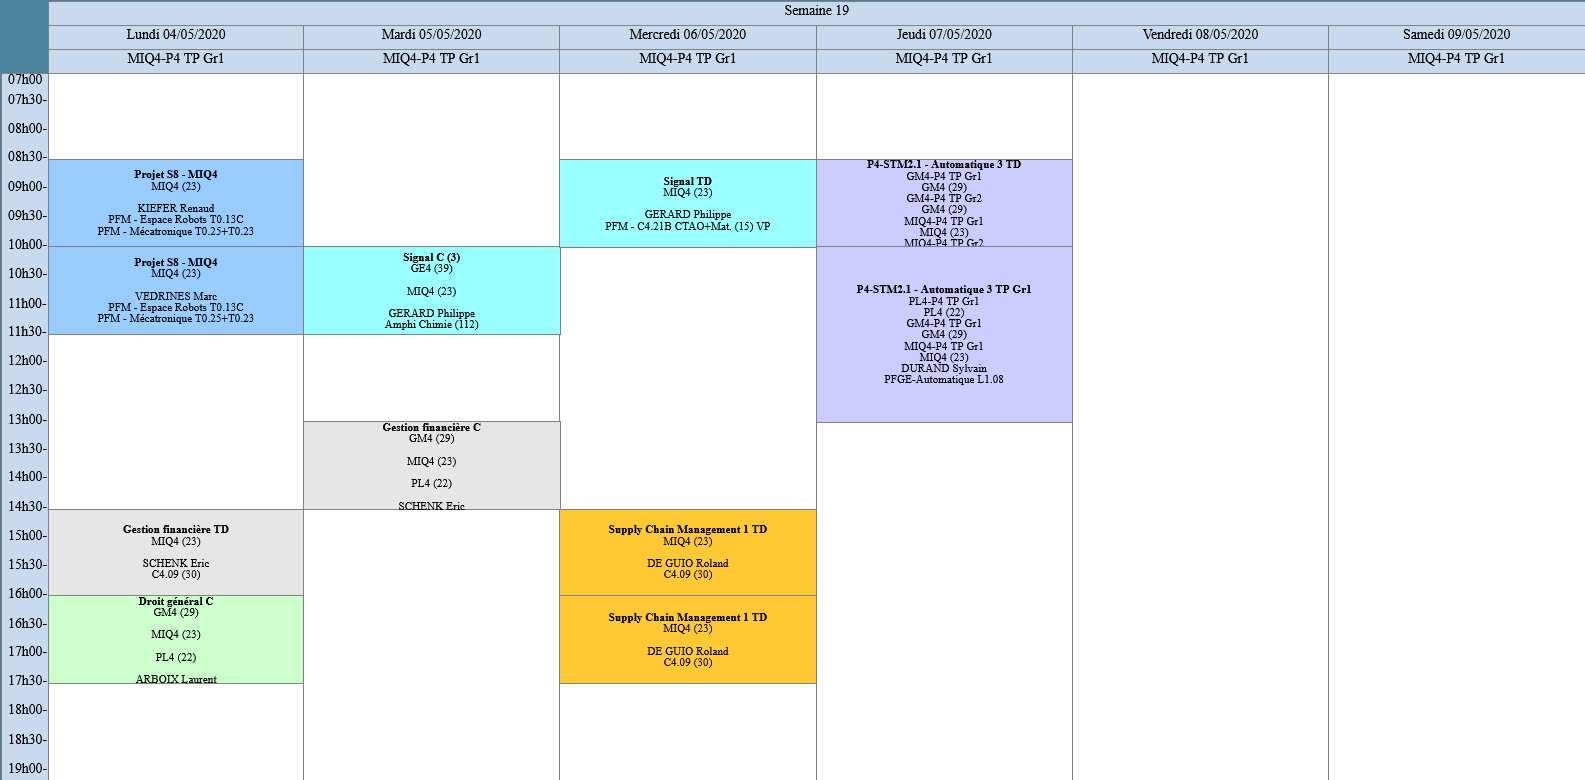 Semaine 19
Lundi 04/05/2020
Mardi 05/05/2020
Mercredi 06/05/2020
Jeudi 07/05/2020
Vendredi 08/05/2020
Samedi 09/05/2020
MIQ4-P4 TP Gr1
MIQ4-P4 TP Gr1
MIQ4-P4 TP Gr1
MIQ4-P4 TP Gr1
MIQ4-P4 TP Gr1
MIQ4-P4 TP Gr1
07h00
07h30-
08h00-
08h30-
09h00-
09h30-
10h00-
10h30-
11h00-
11h30-
12h00-
12h30-
13h00-
13h30-
14h00-
14h30-
15h00-
15h30-
16h00-
16h30-
17h00-
17h30-
18h00-
18h30-
19h00-
Projet S8 - MIQ4
MIQ4 (23)
KIEFER Renaud
PFM - Espace Robots T0.13C
PFM - Mécatronique T0.25+T0.23
Projet S8 - MIQ4
MIQ4 (23)
VEDRINES Marc
PFM - Espace Robots T0.13C
PFM - Mécatronique T0.25+T0.23
Gestion financière TD
MIQ4 (23)
SCHENK Eric
C4.09 (30)
Droit général C
GM4 (29)
MIQ4 (23)
PL4 (22)
ARBOIX Laurent
Signal C (3)
GE4 (39)
MIQ4 (23)
GERARD Philippe
Amphi Chimie (112)
Gestion financière C
GM4 (29)
MIQ4 (23)
PL4 (22)
SCHENK Eric
Signal TD
MIQ4 (23)
GERARD Philippe
PFM - C4.21B CTAO+Mat. (15) VP
Supply Chain Management 1 TD
MIQ4 (23)
DE GUIO Roland
C4.09 (30)
Supply Chain Management 1 TD
MIQ4 (23)
DE GUIO Roland
C4.09 (30)
P4-STM2.1 - Automatique 3 TD
GM4-P4 TP Gr1
GM4 (29)
GM4-P4 TP Gr2
GM4 (29)
MIQ4-P4 TP Gr1
MIQ4 (23)
MIQ4-P4 TP Gr2
P4-STM2.1 - Automatique 3 TP Gr1
PL4-P4 TP Gr1
PL4 (22)
GM4-P4 TP Gr1
GM4 (29)
MIQ4-P4 TP Gr1
MIQ4 (23)
DURAND Sylvain
PFGE-Automatique L1.08